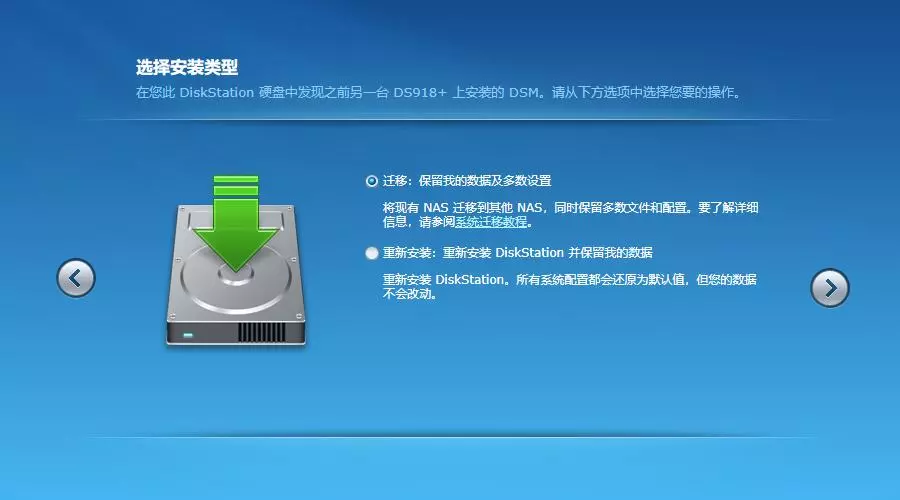 选择安装类型
在您此 DiskStation 硬盘中发现之前另一台 DS918+ 上安装的 DSM。请从下方选项中选择您要的操作。
迁移：保留我的数据及多数设置
将现有 NAS 迁移到其他 NAS，同时保留多数文件和配置。要了解详细
信息，请参阅系统迁移教程。
重新安装：重新安装 DiskStation 并保留我的数据
重新安装 DiskStation。所有系统配置都会还原为默认值，但您的数据
不会改动。